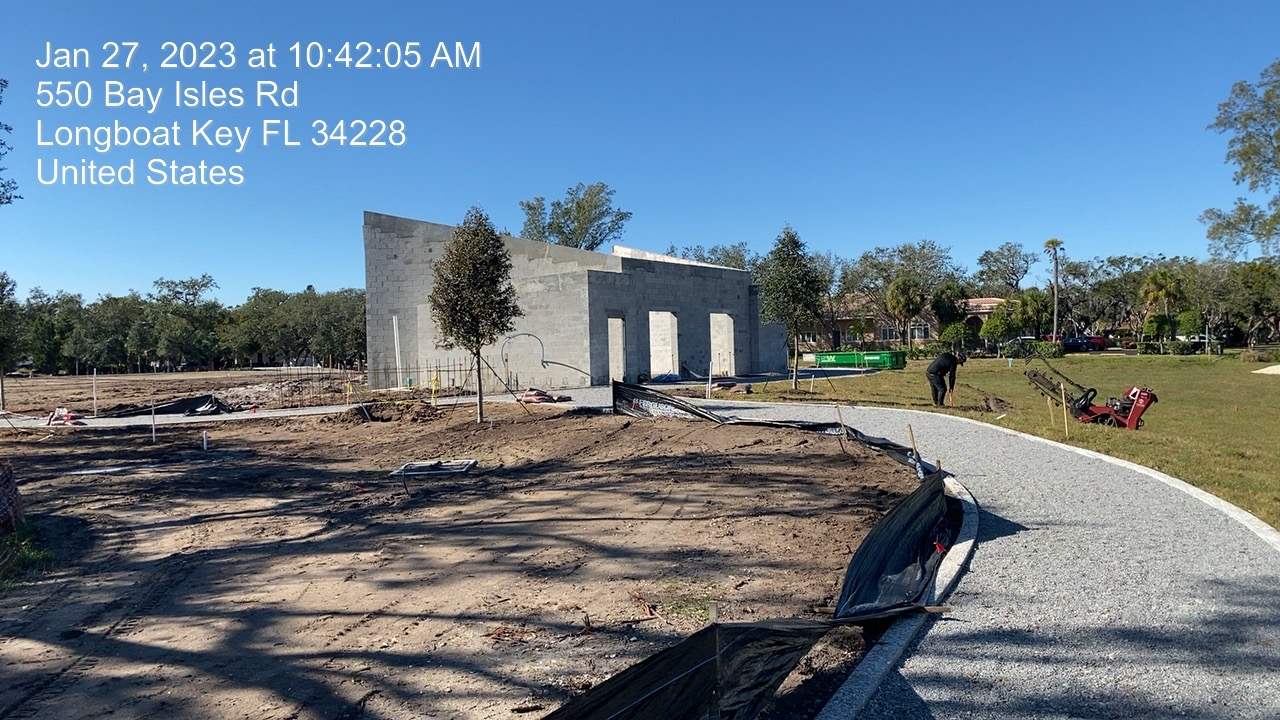 Jan 27, 2023 at 10:42:05 AM
550 Bay Isles Rd
Longboat Key FL 34228
United States